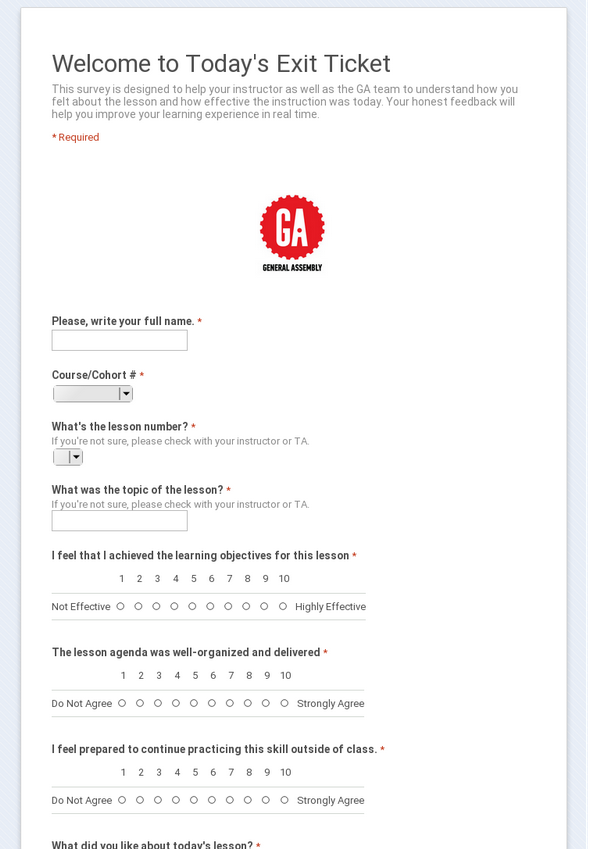 Welcome to Today's Exit Ticket
This survey is designed to help your instructor as well as the GA team to understand how you
felt about the lesson and how effective the instruction was today. Your honest feedback will
help you improve your learning experience in real time.
* Required
GA
GENERAL ASSEMBLY
Please, write your full name. *
Course/Cohort # *
What's the lesson number? *
If you're not sure, please check with your instructor or TA.
What was the topic of the lesson? *
If you're not sure, please check with your instructor or TA.
I feel that I achieved the learning objectives for this lesson *
1 2 3 4 5 6 7 8 9 10
Not Effective Highly Effective
The lesson agenda was well-organized and delivered *
1 2 3 4 5 6 7 8 9 10
Do Not Agree Strongly Agree
I feel prepared to continue practicing this skill outside of class. *
1 2 3 4 5 6 7 8 9 10
Do Not Agree Strongly Agree
What did you like about today's lesson? *